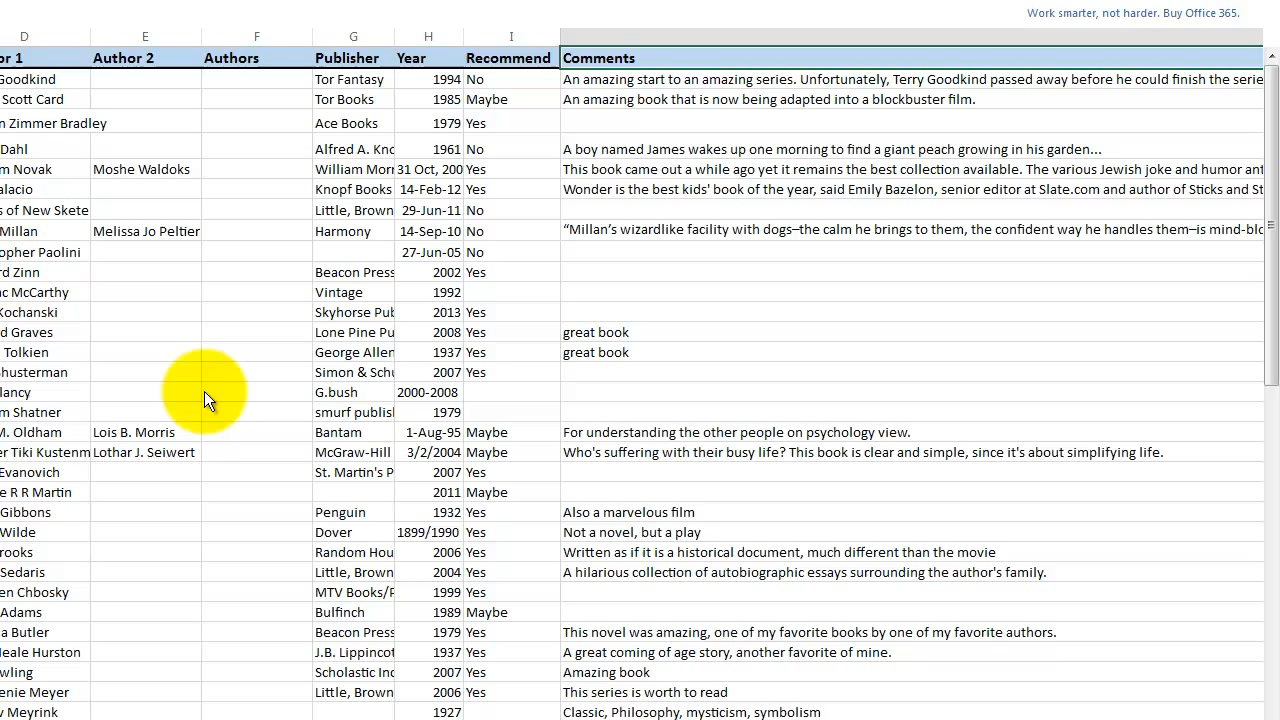 Work smarter, not harder. Buy Office 365.
D E F G H I
or 1 Author 2 Authors Publisher Year Recommend Comments
Goodkind Tor Fantasy 1994 No An amazing start to an amazing series. Unfortunately, Terry Goodkind passed away before he could finish the serie
Scott Card Tor Books 1985 Maybe An amazing book that is now being adapted into a blockbuster film.
n Zimmer Bradley Ace Books 1979 Yes
Dahl Alfred A. Kno 1961 No A boy named James wakes up one morning to find a giant peach growing in his garden...
m Novak Moshe Waldoks William Morr 31 Oct, 200 Yes This book came out a while ago yet it remains the best collection available. The various Jewish joke and humor ant
alacio Knopf Books 14-Feb-12 Yes Wonder is the best kids' book of the year, said Emily Bazelon, senior editor at Slate.com and author of Sticks and St
s of New Skete Little, Brown 29-Jun-11 No
Millan Melissa Jo Peltier Harmony 14-Sep-10 No “Millan’s wizardlike facility with dogs–the calm he brings to them, the confident way he handles them–is mind-blo
opher Paolini 27-Jun-05 No
rd Zinn Beacon Press 2002 Yes
ac McCarthy Vintage 1992
Kochanski Skyhorse Pub 2013 Yes
d Graves Lone Pine Pu 2008 Yes great book
Tolkien George Allen 1937 Yes great book
Shusterman Simon & Schu 2007 Yes
lancy G.bush 2000-2008
m Shatner smurf publish 1979
M. Oldham Lois B. Morris Bantam 1-Aug-95 Maybe For understanding the other people on psychology view.
er Tiki Kustenm Lothar J. Seiwert McGraw-Hill 3/2/2004 Maybe Who's suffering with their busy life? This book is clear and simple, since it's about simplifying life.
Evanovich St. Martin's P 2007 Yes
e R R Martin 2011 Maybe
Gibbons Penguin 1932 Yes Also a marvelous film
Wilde Dover 1899/1990 Yes Not a novel, but a play
rooks Random Hou 2006 Yes Written as if it is a historical document, much different than the movie
Sedaris Little, Brown 2004 Yes A hilarious collection of autobiographic essays surrounding the author's family.
en Chbosky MTV Books/P 1999 Yes
Adams Bulfinch 1989 Maybe
a Butler Beacon Press 1979 Yes This novel was amazing, one of my favorite books by one of my favorite authors.
Neale Hurston J.B. Lippincot 1937 Yes A great coming of age story, another favorite of mine.
wling Scholastic Inc 2007 Yes Amazing book
enie Meyer Little, Brown 2006 Yes This series is worth to read
v Meyrink 1927 Classic, Philosophy, mysticism, symbolism